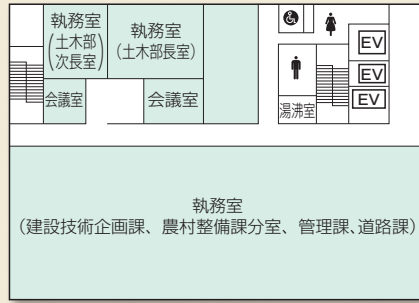 執務室
(土木部
次長室)
執務室
(土木部長室)
会議室
会議室
湯沸室
EV
EV
EV
執務室
(建設技術企画課、農村整備課分室、管理課、道路課)